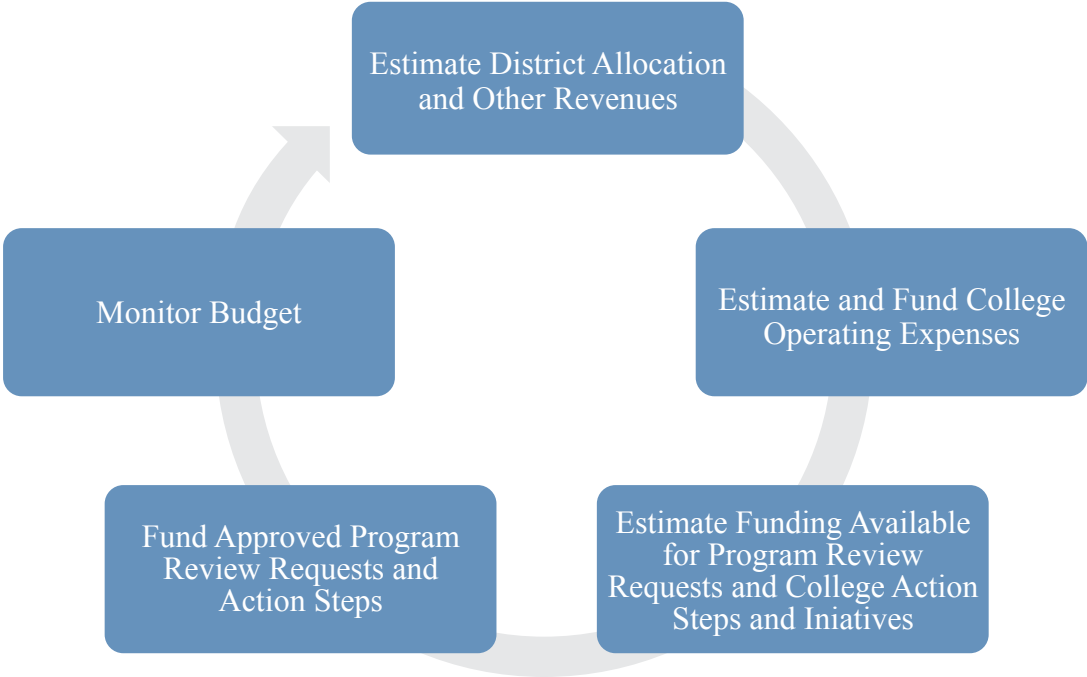 Estimate District Allocation
and Other Revenues
Estimate and Fund College
Operating Expenses
Estimate Funding Available
for Program Review
Requests and College Action
Steps and Iniatives
Fund Approved Program
Review Requests and
Action Steps
Monitor Budget